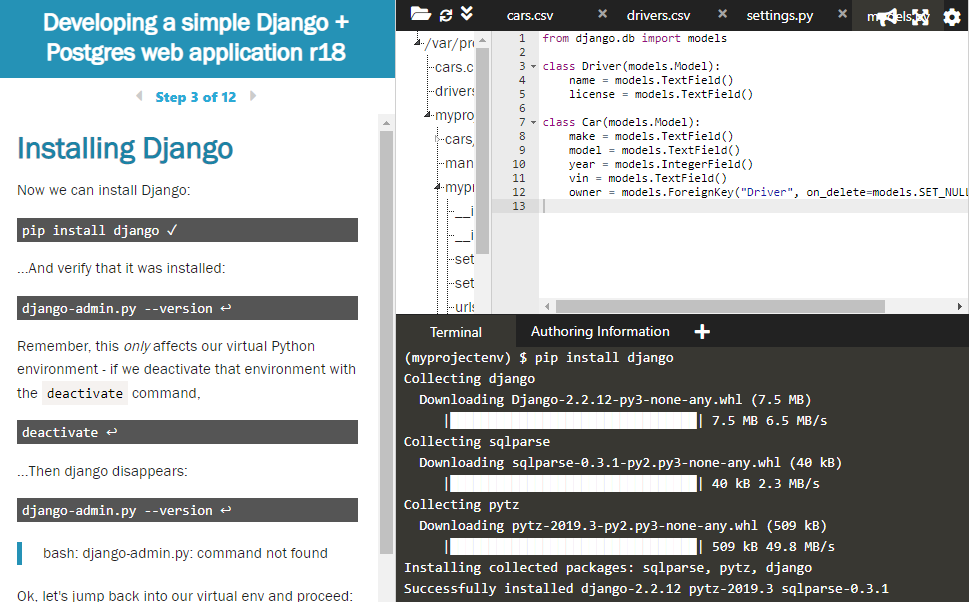 Developing a simple Django +
Postgres web application r18
Step 3 of 12
Installing Django
Now we can install Django:
pip install django ✓
...And verify that it was installed:
django-admin.py --version ↩
Remember, this only affects our virtual Python
environment - if we deactivate that environment with
the deactivate command,
deactivate ↩
...Then django disappears:
django-admin.py --version ↩
bash: django-admin.py: command not found
Ok, let's jump back into our virtual env and proceed:
cars.csv × drivers.csv × settings.py × models.py
/var/pro
cars.c
drivers
mypro
cars_
man
mypr
__i
__i
set
set
urls
1 from django.db import models
2
3 class Driver(models.Model):
4 name = models.TextField()
5 license = models.TextField()
6
7 class Car(models.Model):
8 make = models.TextField()
9 model = models.TextField()
10 year = models.IntegerField()
11 vin = models.TextField()
12 owner = models.ForeignKey("Driver", on_delete=models.SET_NULL
13
Terminal Authoring Information +
(myprojectenv) $ pip install django
Collecting django
Downloading Django-2.2.12-py3-none-any.whl (7.5 MB)
| | 7.5 MB 6.5 MB/s
Collecting sqlparse
Downloading sqlparse-0.3.1-py2.py3-none-any.whl (40 kB)
| | 40 kB 2.3 MB/s
Collecting pytz
Downloading pytz-2019.3-py2.py3-none-any.whl (509 kB)
| | 509 kB 49.8 MB/s
Installing collected packages: sqlparse, pytz, django
Successfully installed django-2.2.12 pytz-2019.3 sqlparse-0.3.1